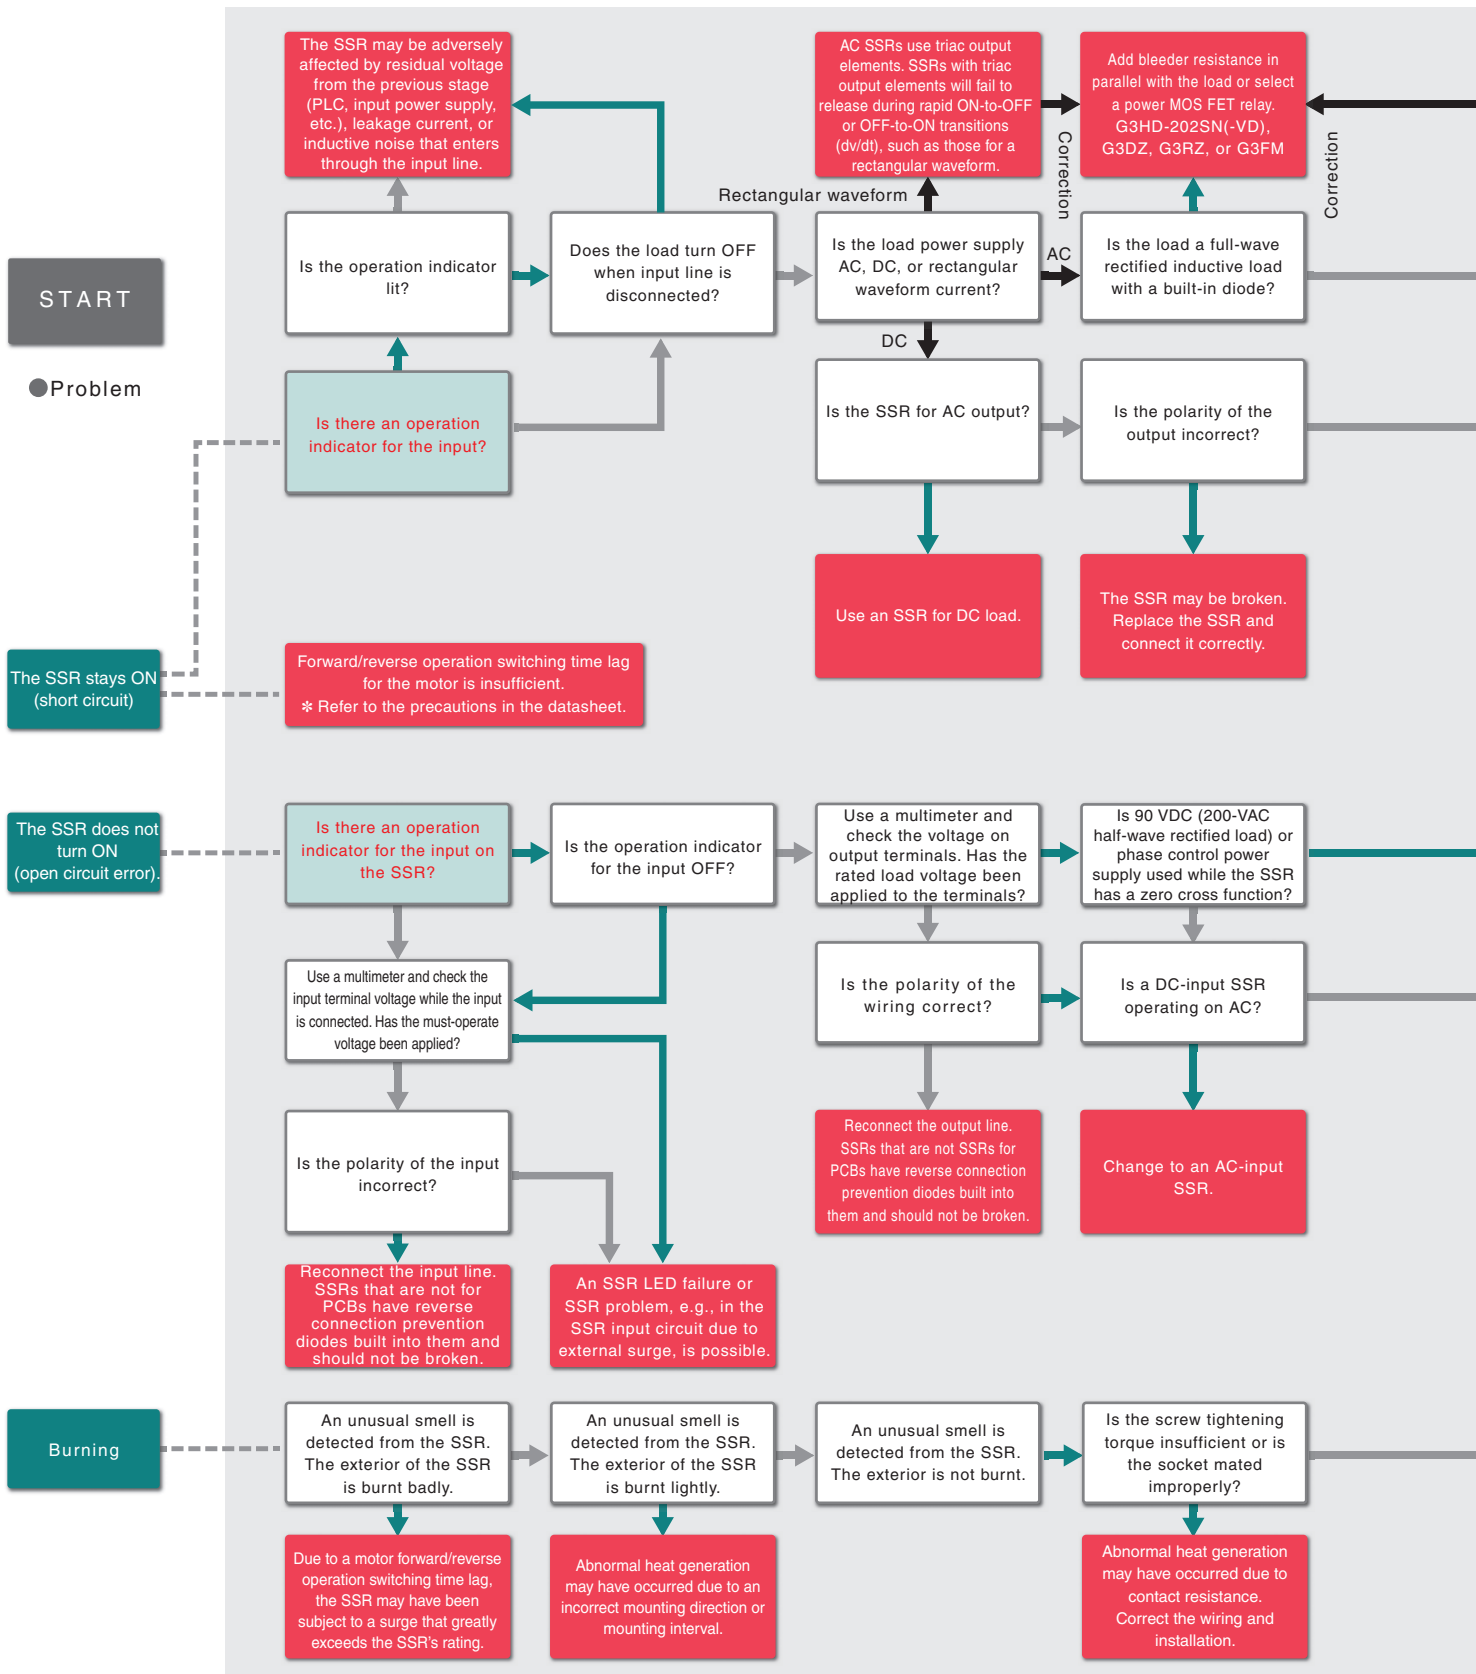 START
●Problem
The SSR may be adversely
affected by residual voltage
from the previous stage
(PLC, input power supply,
etc.), leakage current, or
inductive noise that enters
through the input line.
AC SSRs use triac output
elements. SSRs with triac
output elements will fail to
release during rapid ON-to-OFF
or OFF-to-ON transitions
(dv/dt), such as those for a
rectangular waveform.
Correction
Add bleeder resistance in
parallel with the load or select
a power MOS FET relay.
G3HD-202SN(-VD),
G3DZ, G3RZ, or G3FM
Correction
Rectangular waveform
Is the operation indicator
lit?
Does the load turn OFF
when input line is
disconnected?
Is the load power supply
AC, DC, or rectangular
waveform current?
AC
Is the load a full-wave
rectified inductive load
with a built-in diode?
DC
Is there an operation
indicator for the input?
Is the SSR for AC output?
Is the polarity of the
output incorrect?
Use an SSR for DC load.
The SSR may be broken.
Replace the SSR and
connect it correctly.
The SSR stays ON
(short circuit)
Forward/reverse operation switching time lag
for the motor is insufficient.
✻ Refer to the precautions in the datasheet.
The SSR does not
turn ON
(open circuit error).
Is there an operation
indicator for the input on
the SSR?
Is the operation indicator
for the input OFF?
Use a multimeter and
check the voltage on
output terminals. Has the
rated load voltage been
applied to the terminals?
Is 90 VDC (200-VAC
half-wave rectified load) or
phase control power
supply used while the SSR
has a zero cross function?
Use a multimeter and check the
input terminal voltage while the input
is connected. Has the must-operate
voltage been applied?
Is the polarity of the
wiring correct?
Is a DC-input SSR
operating on AC?
Is the polarity of the input
incorrect?
Reconnect the output line.
SSRs that are not SSRs for
PCBs have reverse connection
prevention diodes built into
them and should not be broken.
Change to an AC-input
SSR.
Reconnect the input line.
SSRs that are not for
PCBs have reverse
connection prevention
diodes built into them and
should not be broken.
An SSR LED failure or
SSR problem, e.g., in the
SSR input circuit due to
external surge, is possible.
Burning
An unusual smell is
detected from the SSR.
The exterior of the SSR
is burnt badly.
An unusual smell is
detected from the SSR.
The exterior of the SSR
is burnt lightly.
An unusual smell is
detected from the SSR.
The exterior is not burnt.
Is the screw tightening
torque insufficient or is
the socket mated
improperly?
Due to a motor forward/reverse
operation switching time lag,
the SSR may have been
subject to a surge that greatly
exceeds the SSR's rating.
Abnormal heat generation
may have occurred due to an
incorrect mounting direction or
mounting interval.
Abnormal heat generation
may have occurred due to
contact resistance.
Correct the wiring and
installation.